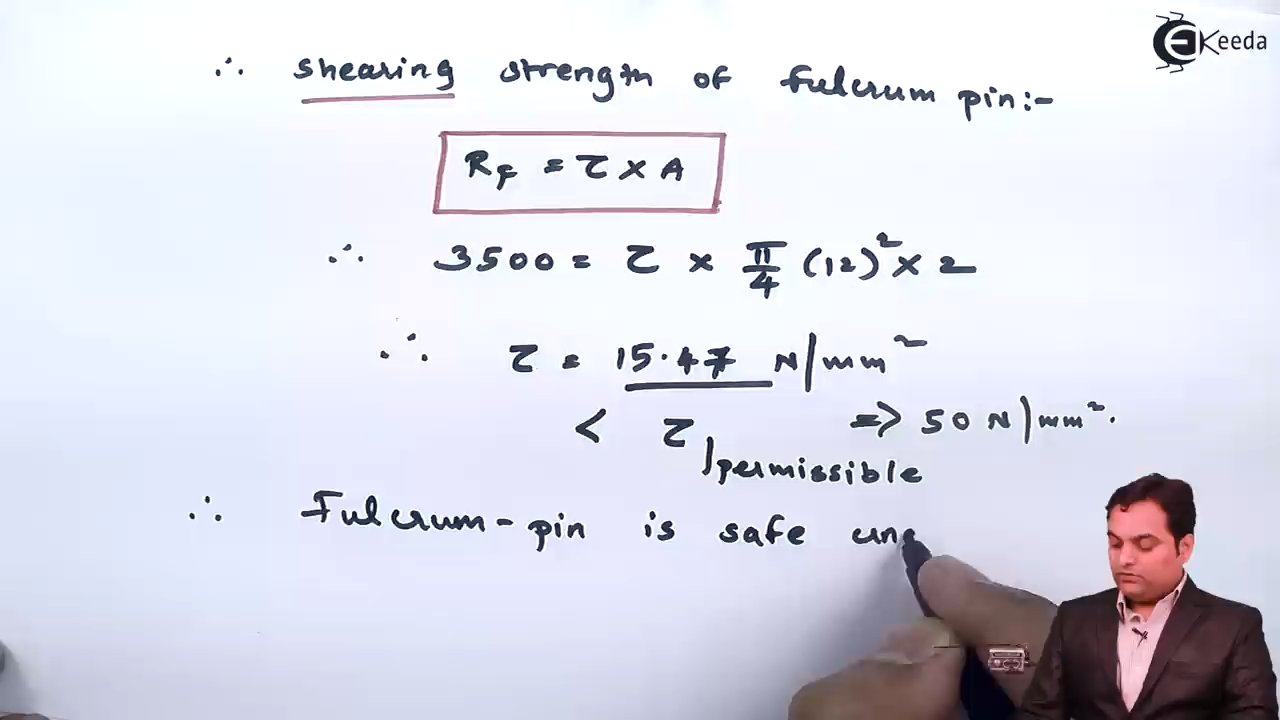 EKeeda
∴ shearing strength of fulcrum pin:-
R_f = τ × A
∴ 3500 = τ × π/4 (12)² × 2
∴ τ = 15.47 N/mm²
< τ|permissible => 50 N/mm².
∴ Fulcrum-pin is safe un